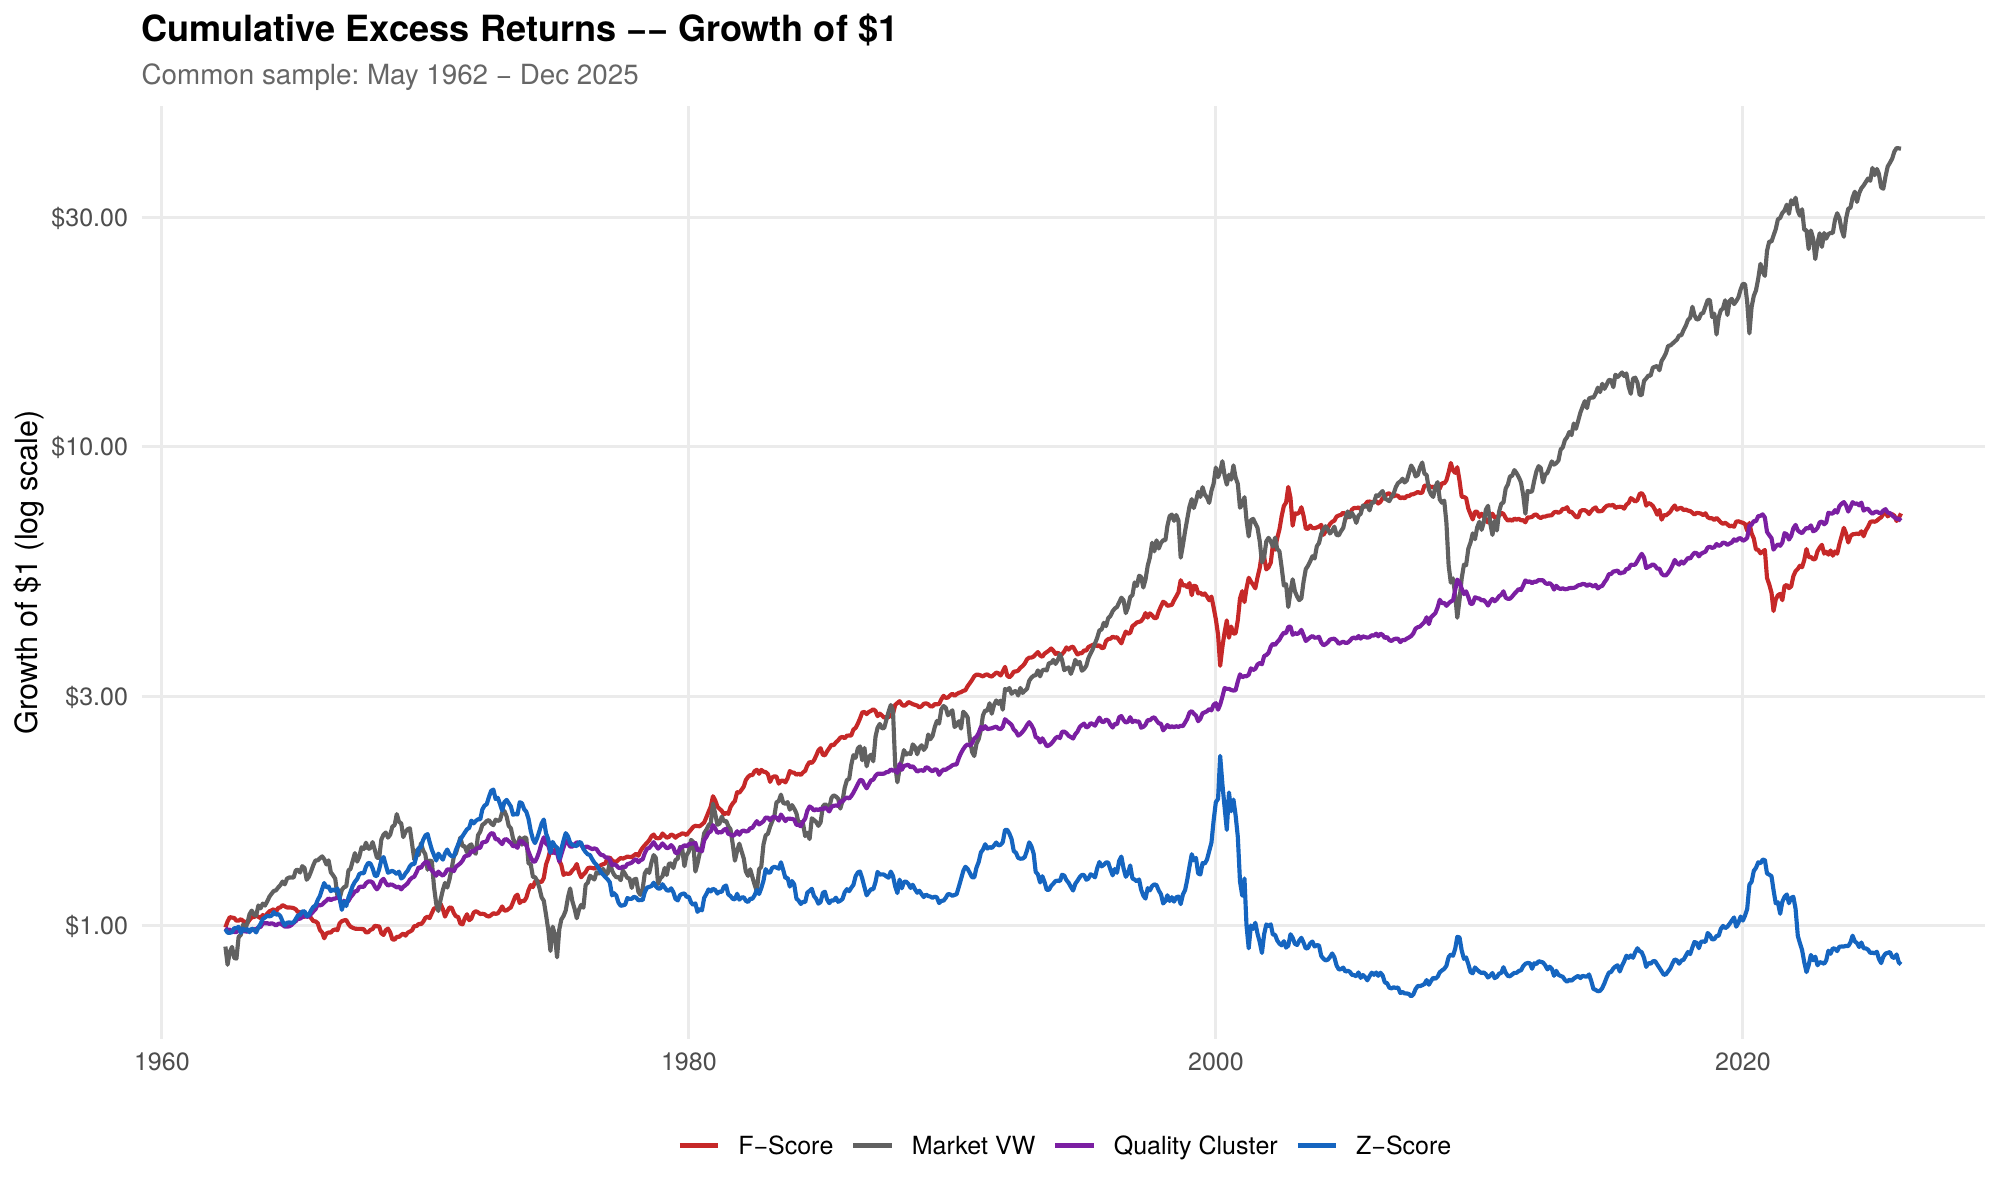 Cumulative Excess Returns −− Growth of $1
Common sample: May 1962 − Dec 2025
Growth of $1 (log scale)
$30.00
$10.00
$3.00
$1.00
1960 1980 2000 2020
F−Score Market VW Quality Cluster Z−Score